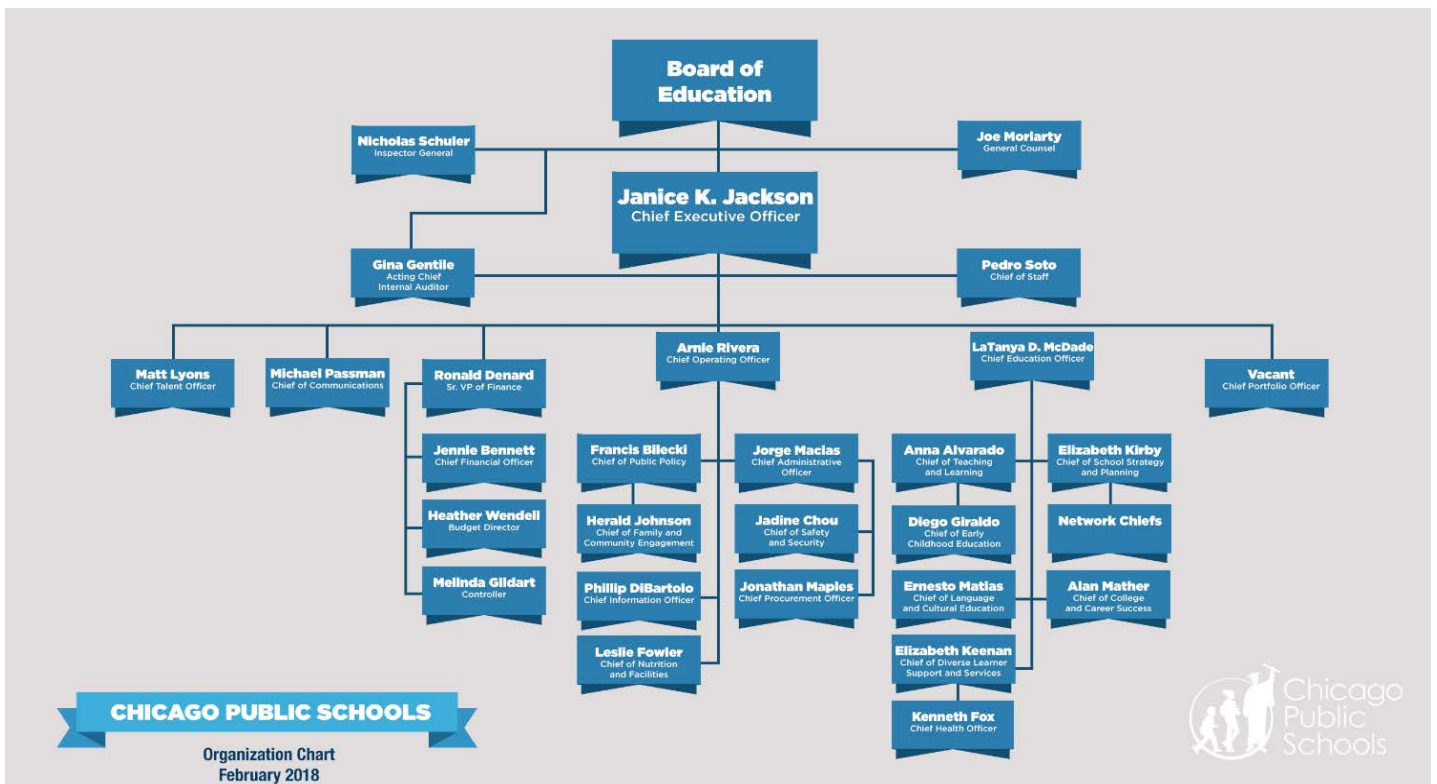 Board of
Education
Nicholas Schuler
Inspector General
Joe Moriarty
General Counsel
Janice K. Jackson
Chief Executive Officer
Gina Gentile
Acting Chief
Internal Auditor
Pedro Soto
Chief of Staff
Matt Lyons
Chief Talent Officer
Michael Passman
Chief of Communications
Ronald Denard
Sr. VP of Finance
Arnie Rivera
Chief Operating Officer
LaTanya D. McDade
Chief Education Officer
Vacant
Chief Portfolio Officer
Jennie Bennett
Chief Financial Officer
Heather Wendell
Budget Director
Melinda Gildart
Controller
Francis Bilecki
Chief of Public Policy
Herald Johnson
Chief of Family and
Community Engagement
Phillip DiBartolo
Chief Information Officer
Leslie Fowler
Chief of Nutrition
and Facilities
Jorge Macias
Chief Administrative
Officer
Jadine Chou
Chief of Safety
and Security
Jonathan Maples
Chief Procurement Officer
Anna Alvarado
Chief of Teaching
and Learning
Diego Giraldo
Chief of Early
Childhood Education
Ernesto Matias
Chief of Language
and Cultural Education
Elizabeth Keenan
Chief of Diverse Learner
Support and Services
Kenneth Fox
Chief Health Officer
Elizabeth Kirby
Chief of School Strategy
and Planning
Network Chiefs
Alan Mather
Chief of College
and Career Success
CHICAGO PUBLIC SCHOOLS
Organization Chart
February 2018
Chicago
Public
Schools